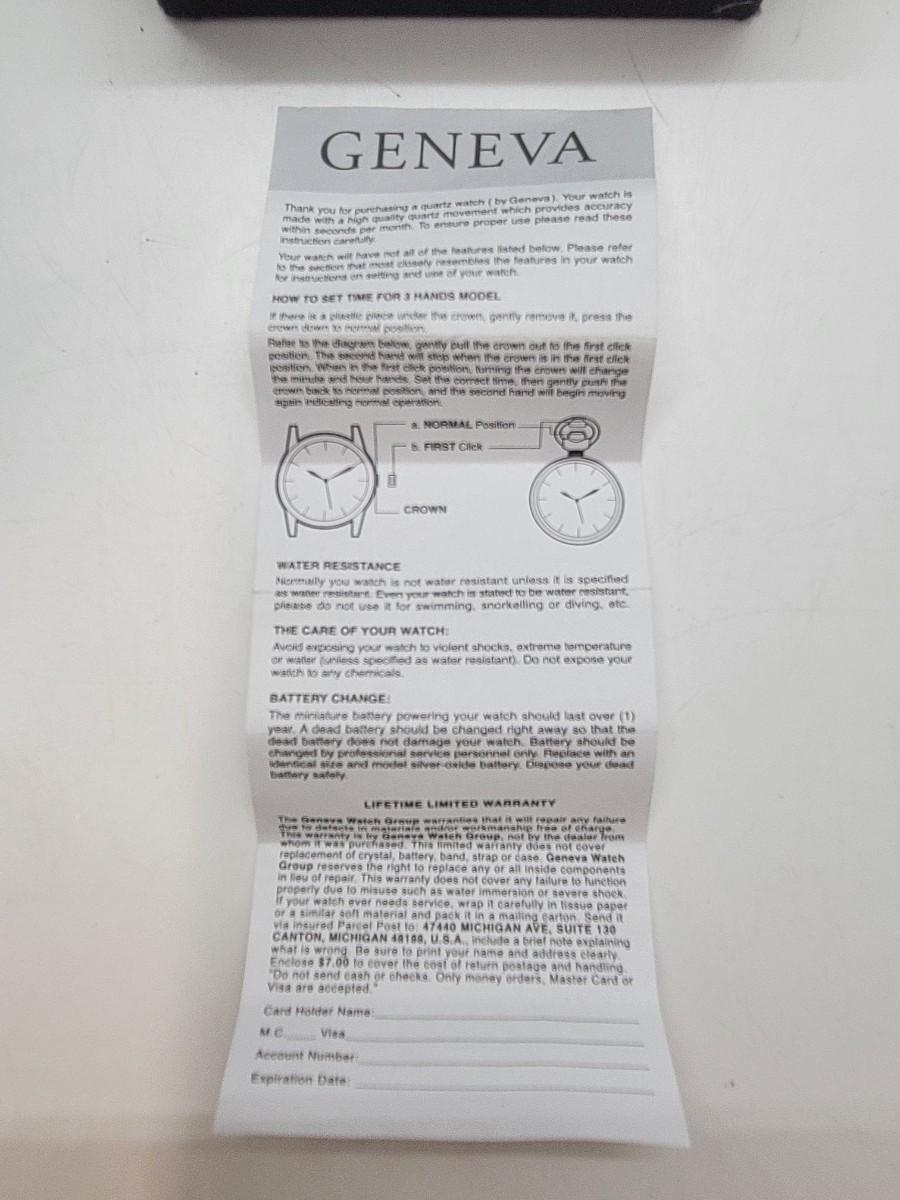 GENEVA
Thank you for purchasing a quartz watch ( by Geneva ). Your watch is
made with a high quality quartz movement which provides accuracy
within seconds per month. To ensure proper use please read these
instruction carefully.
Your watch will have not all of the features listed below. Please refer
to the section that most closely resembles the features in your watch
for instructions on setting and use of your watch.
HOW TO SET TIME FOR 3 HANDS MODEL
If there is a plastic piece under the crown, gently remove it, press the
crown down to normal position.
Refer to the diagram below, gently pull the crown out to the first click
position. The second hand will stop when the crown is in the first click
position. When in the first click position, turning the crown will change
the minute and hour hands. Set the correct time, then gently push the
crown back to normal position, and the second hand will begin moving
again indicating normal operation.
a. NORMAL Position
b. FIRST Click
CROWN
WATER RESISTANCE
Normally you watch is not water resistant unless it is specified
as water resistant. Even your watch is stated to be water resistant,
please do not use it for swimming, snorkelling or diving, etc.
THE CARE OF YOUR WATCH:
Avoid exposing your watch to violent shocks, extreme temperature
or water (unless specified as water resistant). Do not expose your
watch to any chemicals.
BATTERY CHANGE:
The miniature battery powering your watch should last over (1)
year. A dead battery should be changed right away so that the
dead battery does not damage your watch. Battery should be
changed by professional service personnel only. Replace with an
identical size and model silver-oxide battery. Dispose your dead
battery safely.
LIFETIME LIMITED WARRANTY
The Geneva Watch Group warranties that it will repair any failure
due to defects in materials and/or workmanship free of charge.
This warranty is by Geneva Watch Group, not by the dealer from
whom it was purchased. This limited warranty does not cover
replacement of crystal, battery, band, strap or case. Geneva Watch
Group reserves the right to replace any or all inside components
in lieu of repair. This warranty does not cover any failure to function
properly due to misuse such as water immersion or severe shock.
If your watch ever needs service, wrap it carefully in tissue paper
or a similar soft material and pack it in a mailing carton. Send it
via Insured Parcel Post to: 47440 MICHIGAN AVE, SUITE 130
CANTON, MICHIGAN 48188, U.S.A., include a brief note explaining
what is wrong. Be sure to print your name and address clearly.
Enclose $7.00 to cover the cost of return postage and handling.
"Do not send cash or checks. Only money orders, Master Card or
Visa are accepted."
Card Holder Name:
M.C. Visa
Account Number:
Expiration Date: